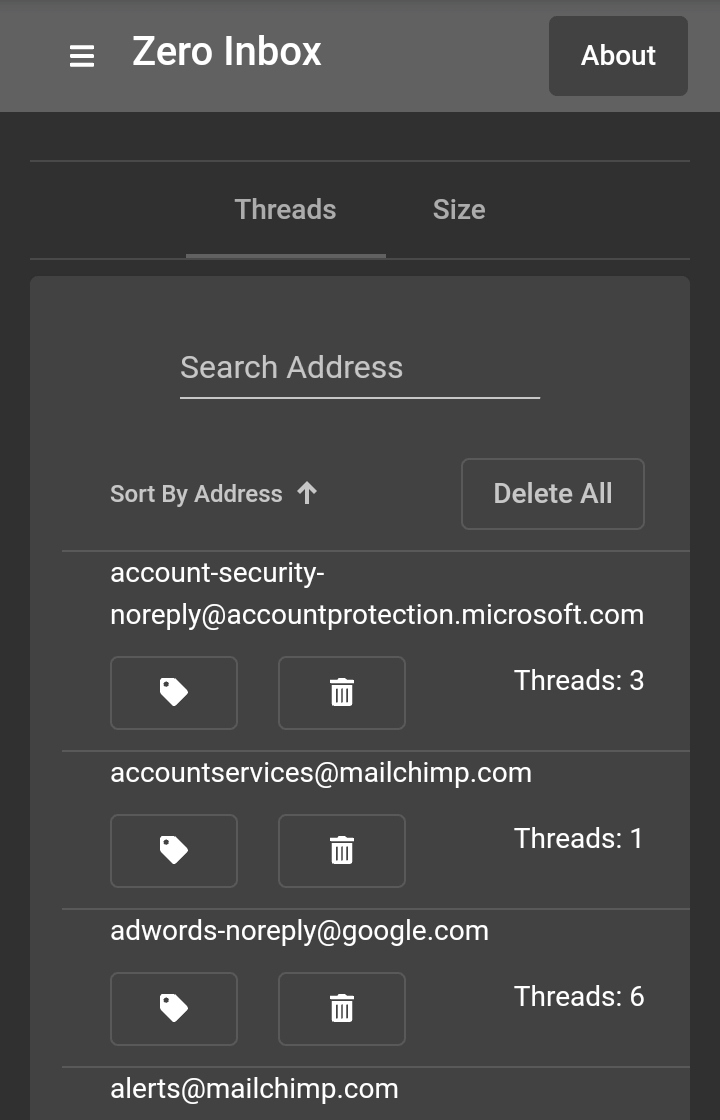 Zero Inbox
About
Threads
Size
Search Address
Sort By Address
Delete All
account-security-
noreply@accountprotection.microsoft.com
Threads: 3
accountservices@mailchimp.com
Threads: 1
adwords-noreply@google.com
Threads: 6
alerts@mailchimp.com